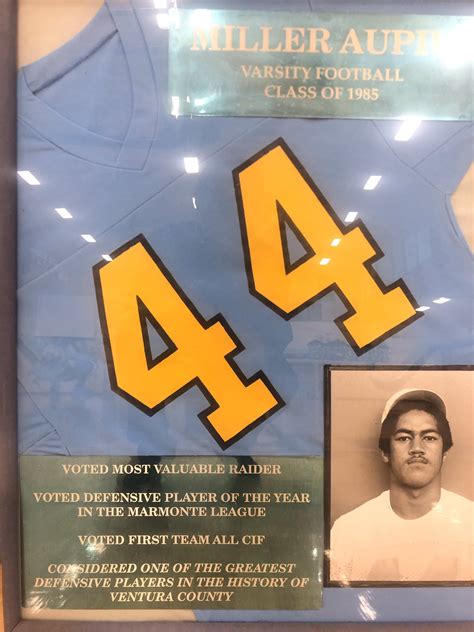 MILLER AUPIU
VARSITY FOOTBALL
CLASS OF 1985
44
VOTED MOST VALUABLE RAIDER
VOTED DEFENSIVE PLAYER OF THE YEAR
IN THE MARMONTE LEAGUE
VOTED FIRST TEAM ALL CIF
CONSIDERED ONE OF THE GREATEST
DEFENSIVE PLAYERS IN THE HISTORY OF
VENTURA COUNTY